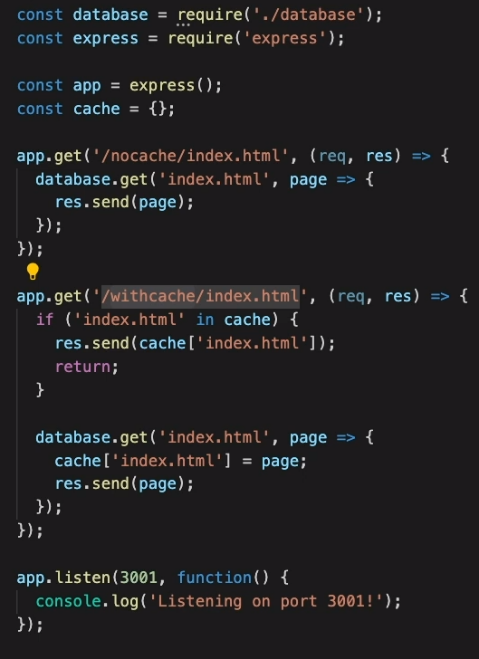 const database = require('./database');
const express = require('express');

const app = express();
const cache = {};

app.get('/nocache/index.html', (req, res) => {
  database.get('index.html', page => {
    res.send(page);
  });
});

app.get('/withcache/index.html', (req, res) => {
  if ('index.html' in cache) {
    res.send(cache['index.html']);
    return;
  }

  database.get('index.html', page => {
    cache['index.html'] = page;
    res.send(page);
  });
});

app.listen(3001, function() {
  console.log('Listening on port 3001!');
});